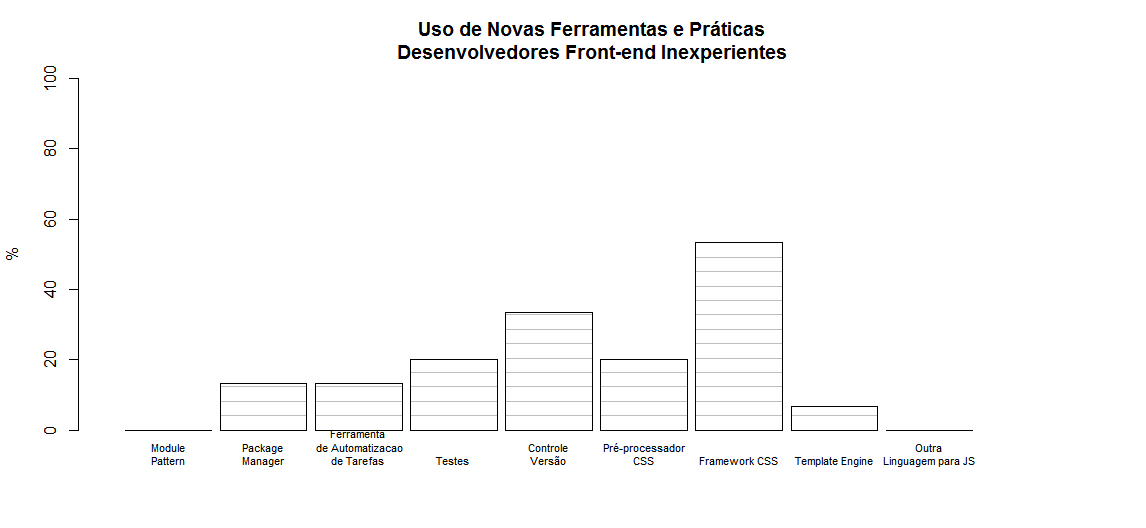 Uso de Novas Ferramentas e Práticas
Desenvolvedores Front-end Inexperientes
%
100
80
60
40
20
0
Module
Pattern
Package
Manager
Ferramenta
de Automatizacao
de Tarefas
Testes
Controle
Versão
Pré-processador
CSS
Framework CSS
Template Engine
Outra
Linguagem para JS